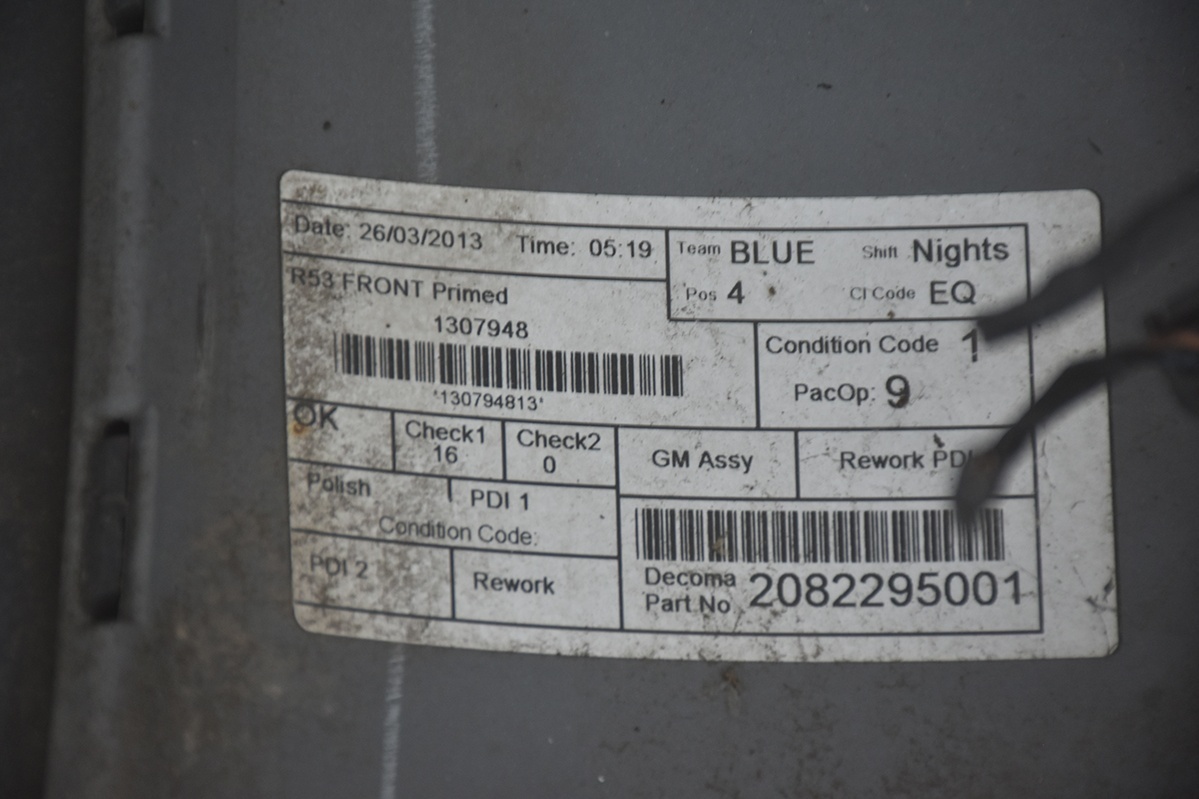 Date: 26/03/2013 Time: 05:19
Team BLUE Shift Nights
Pos 4 CI Code EQ
R53 FRONT Primed
1307948
'130794813'
Condition Code 1
PacOp: 9
OK
Check1
16
Check2
0
GM Assy
Rework
Polish
PDI 1
Condition Code:
PDI 2
Rework
Decoma
Part No 2082295001